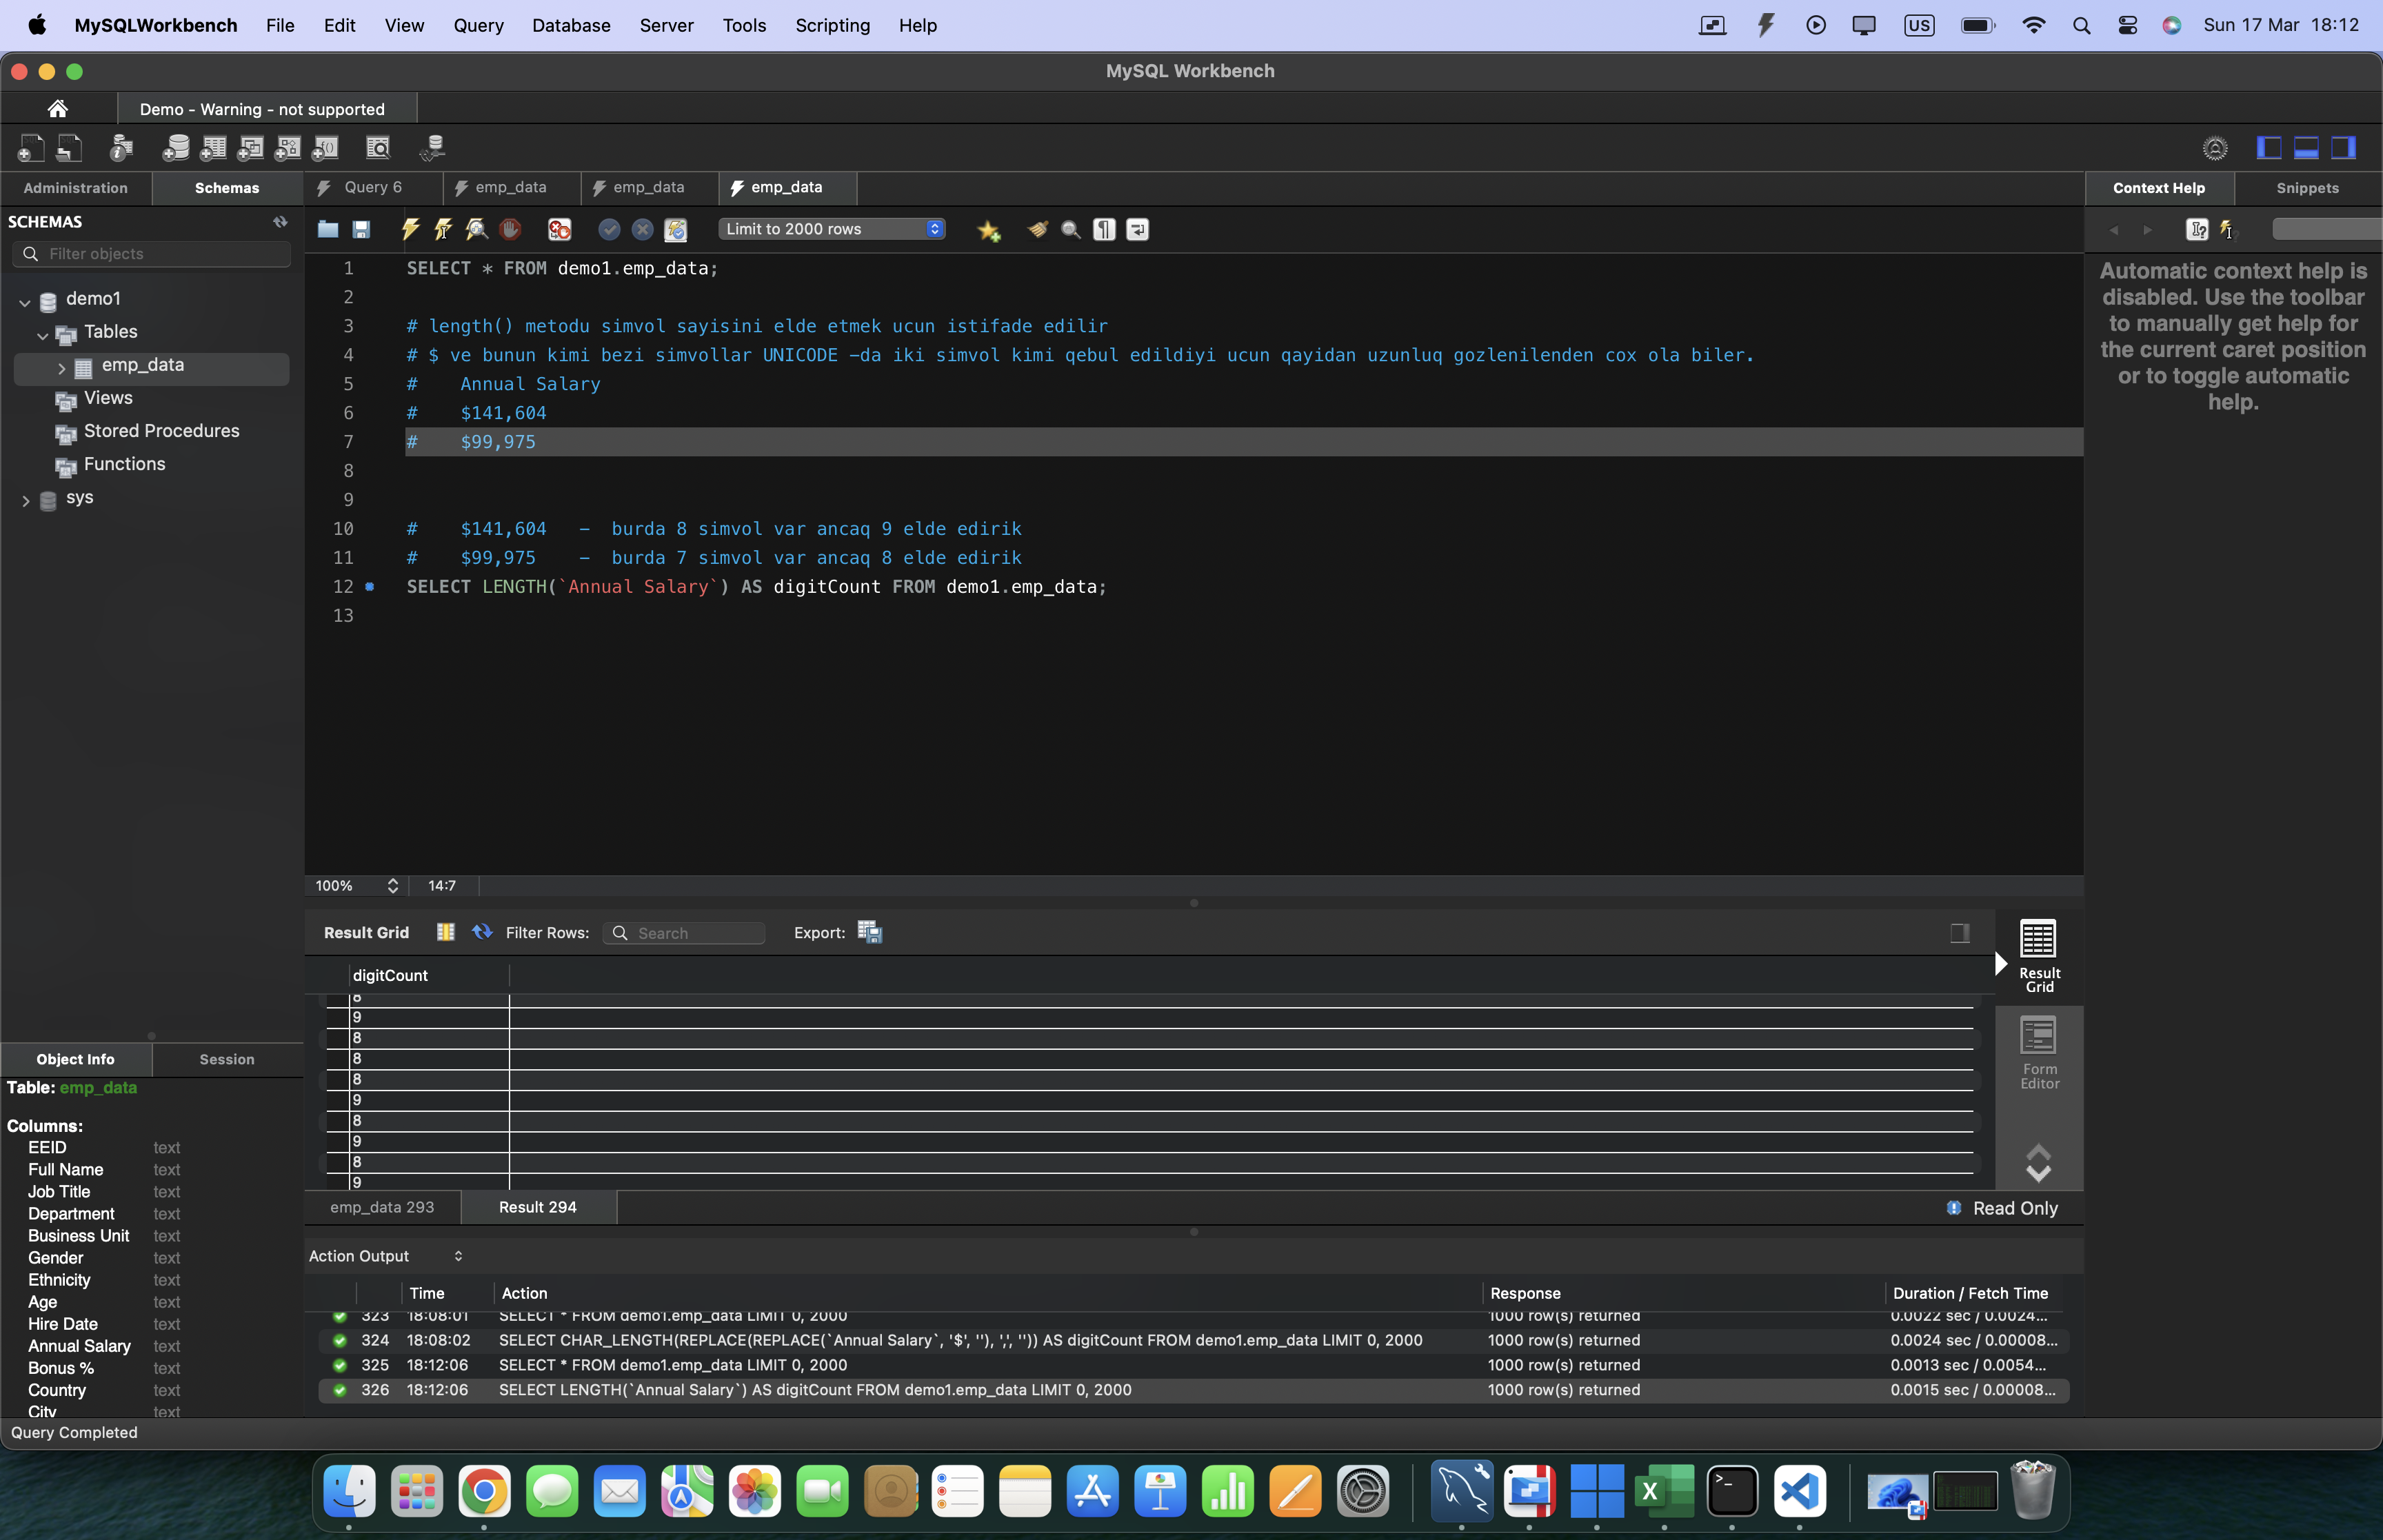 MySQLWorkbench File Edit View Query Database Server Tools Scripting Help US Sun 17 Mar 18:12
MySQL Workbench
Demo - Warning - not supported
Administration Schemas Query 6 emp_data emp_data emp_data Context Help Snippets
SCHEMAS
Filter objects
demo1
Tables
emp_data
Views
Stored Procedures
Functions
sys
Limit to 2000 rows
1 SELECT * FROM demo1.emp_data;
2
3 # length() metodu simvol sayisini elde etmek ucun istifade edilir
4 # $ ve bunun kimi bezi simvollar UNICODE -da iki simvol kimi qebul edildiyi ucun qayidan uzunluq gozlenilenden cox ola biler.
5 # Annual Salary
6 # $141,604
7 # $99,975
8
9
10 # $141,604 - burda 8 simvol var ancaq 9 elde edirik
11 # $99,975 - burda 7 simvol var ancaq 8 elde edirik
12 SELECT LENGTH(`Annual Salary`) AS digitCount FROM demo1.emp_data;
13
Automatic context help is
disabled. Use the toolbar
to manually get help for
the current caret position
or to toggle automatic
help.
100% 14:7
Result Grid Filter Rows: Search Export:
digitCount
8
9
8
8
8
9
8
9
8
9
Result
Grid
Form
Editor
emp_data 293 Result 294 Read Only
Object Info Session
Table: emp_data
Columns:
EEID text
Full Name text
Job Title text
Department text
Business Unit text
Gender text
Ethnicity text
Age text
Hire Date text
Annual Salary text
Bonus % text
Country text
City text
Action Output
Time Action Response Duration / Fetch Time
323 18:08:01 SELECT * FROM demo1.emp_data LIMIT 0, 2000 1000 row(s) returned 0.0022 sec / 0.0024...
324 18:08:02 SELECT CHAR_LENGTH(REPLACE(REPLACE(`Annual Salary`, '$', ''), ',', '')) AS digitCount FROM demo1.emp_data LIMIT 0, 2000 1000 row(s) returned 0.0024 sec / 0.00008...
325 18:12:06 SELECT * FROM demo1.emp_data LIMIT 0, 2000 1000 row(s) returned 0.0013 sec / 0.0054...
326 18:12:06 SELECT LENGTH(`Annual Salary`) AS digitCount FROM demo1.emp_data LIMIT 0, 2000 1000 row(s) returned 0.0015 sec / 0.00008...
Query Completed